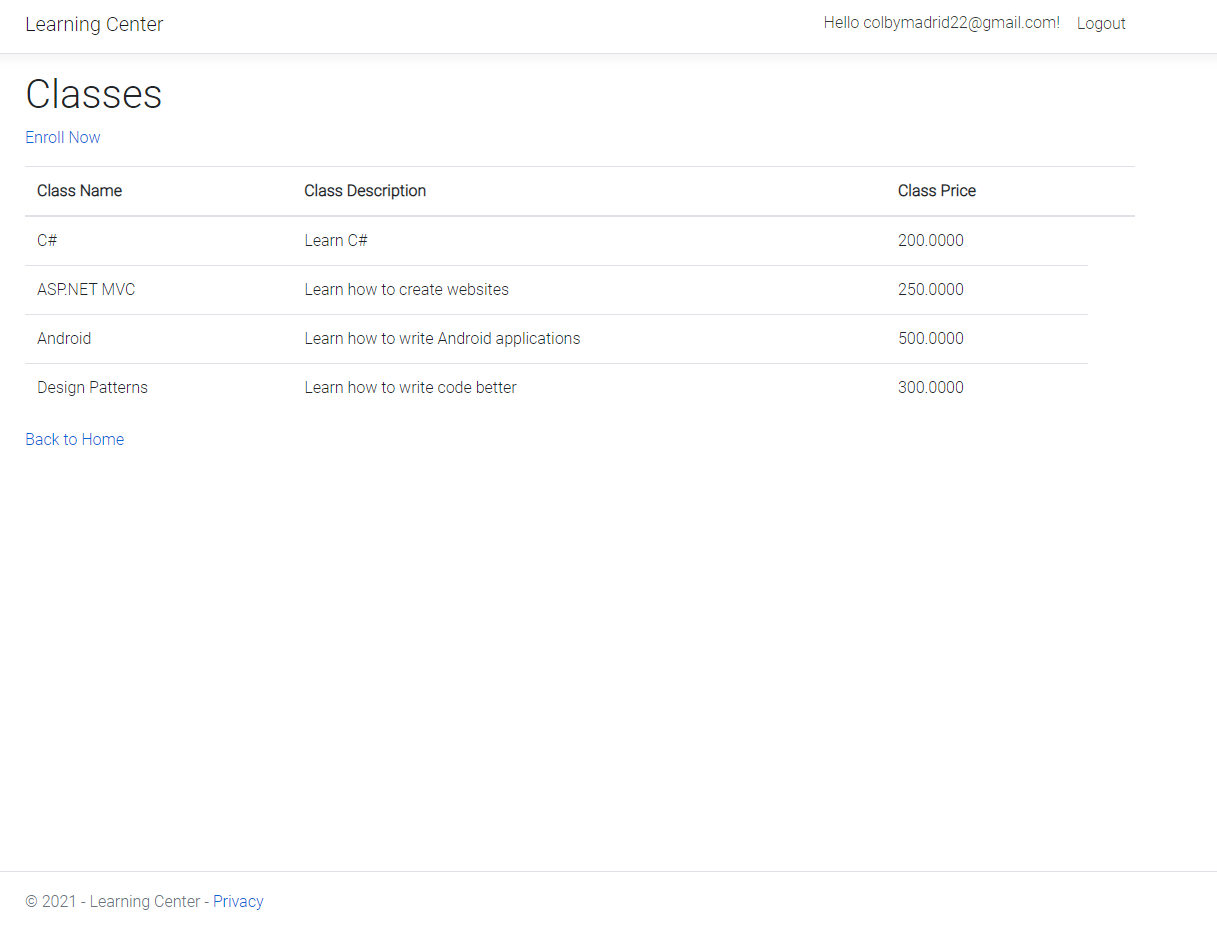 Learning Center Hello colbymadrid22@gmail.com! Logout
Classes
Enroll Now
Class Name Class Description Class Price
C# Learn C# 200.0000
ASP.NET MVC Learn how to create websites 250.0000
Android Learn how to write Android applications 500.0000
Design Patterns Learn how to write code better 300.0000
Back to Home
© 2021 - Learning Center - Privacy